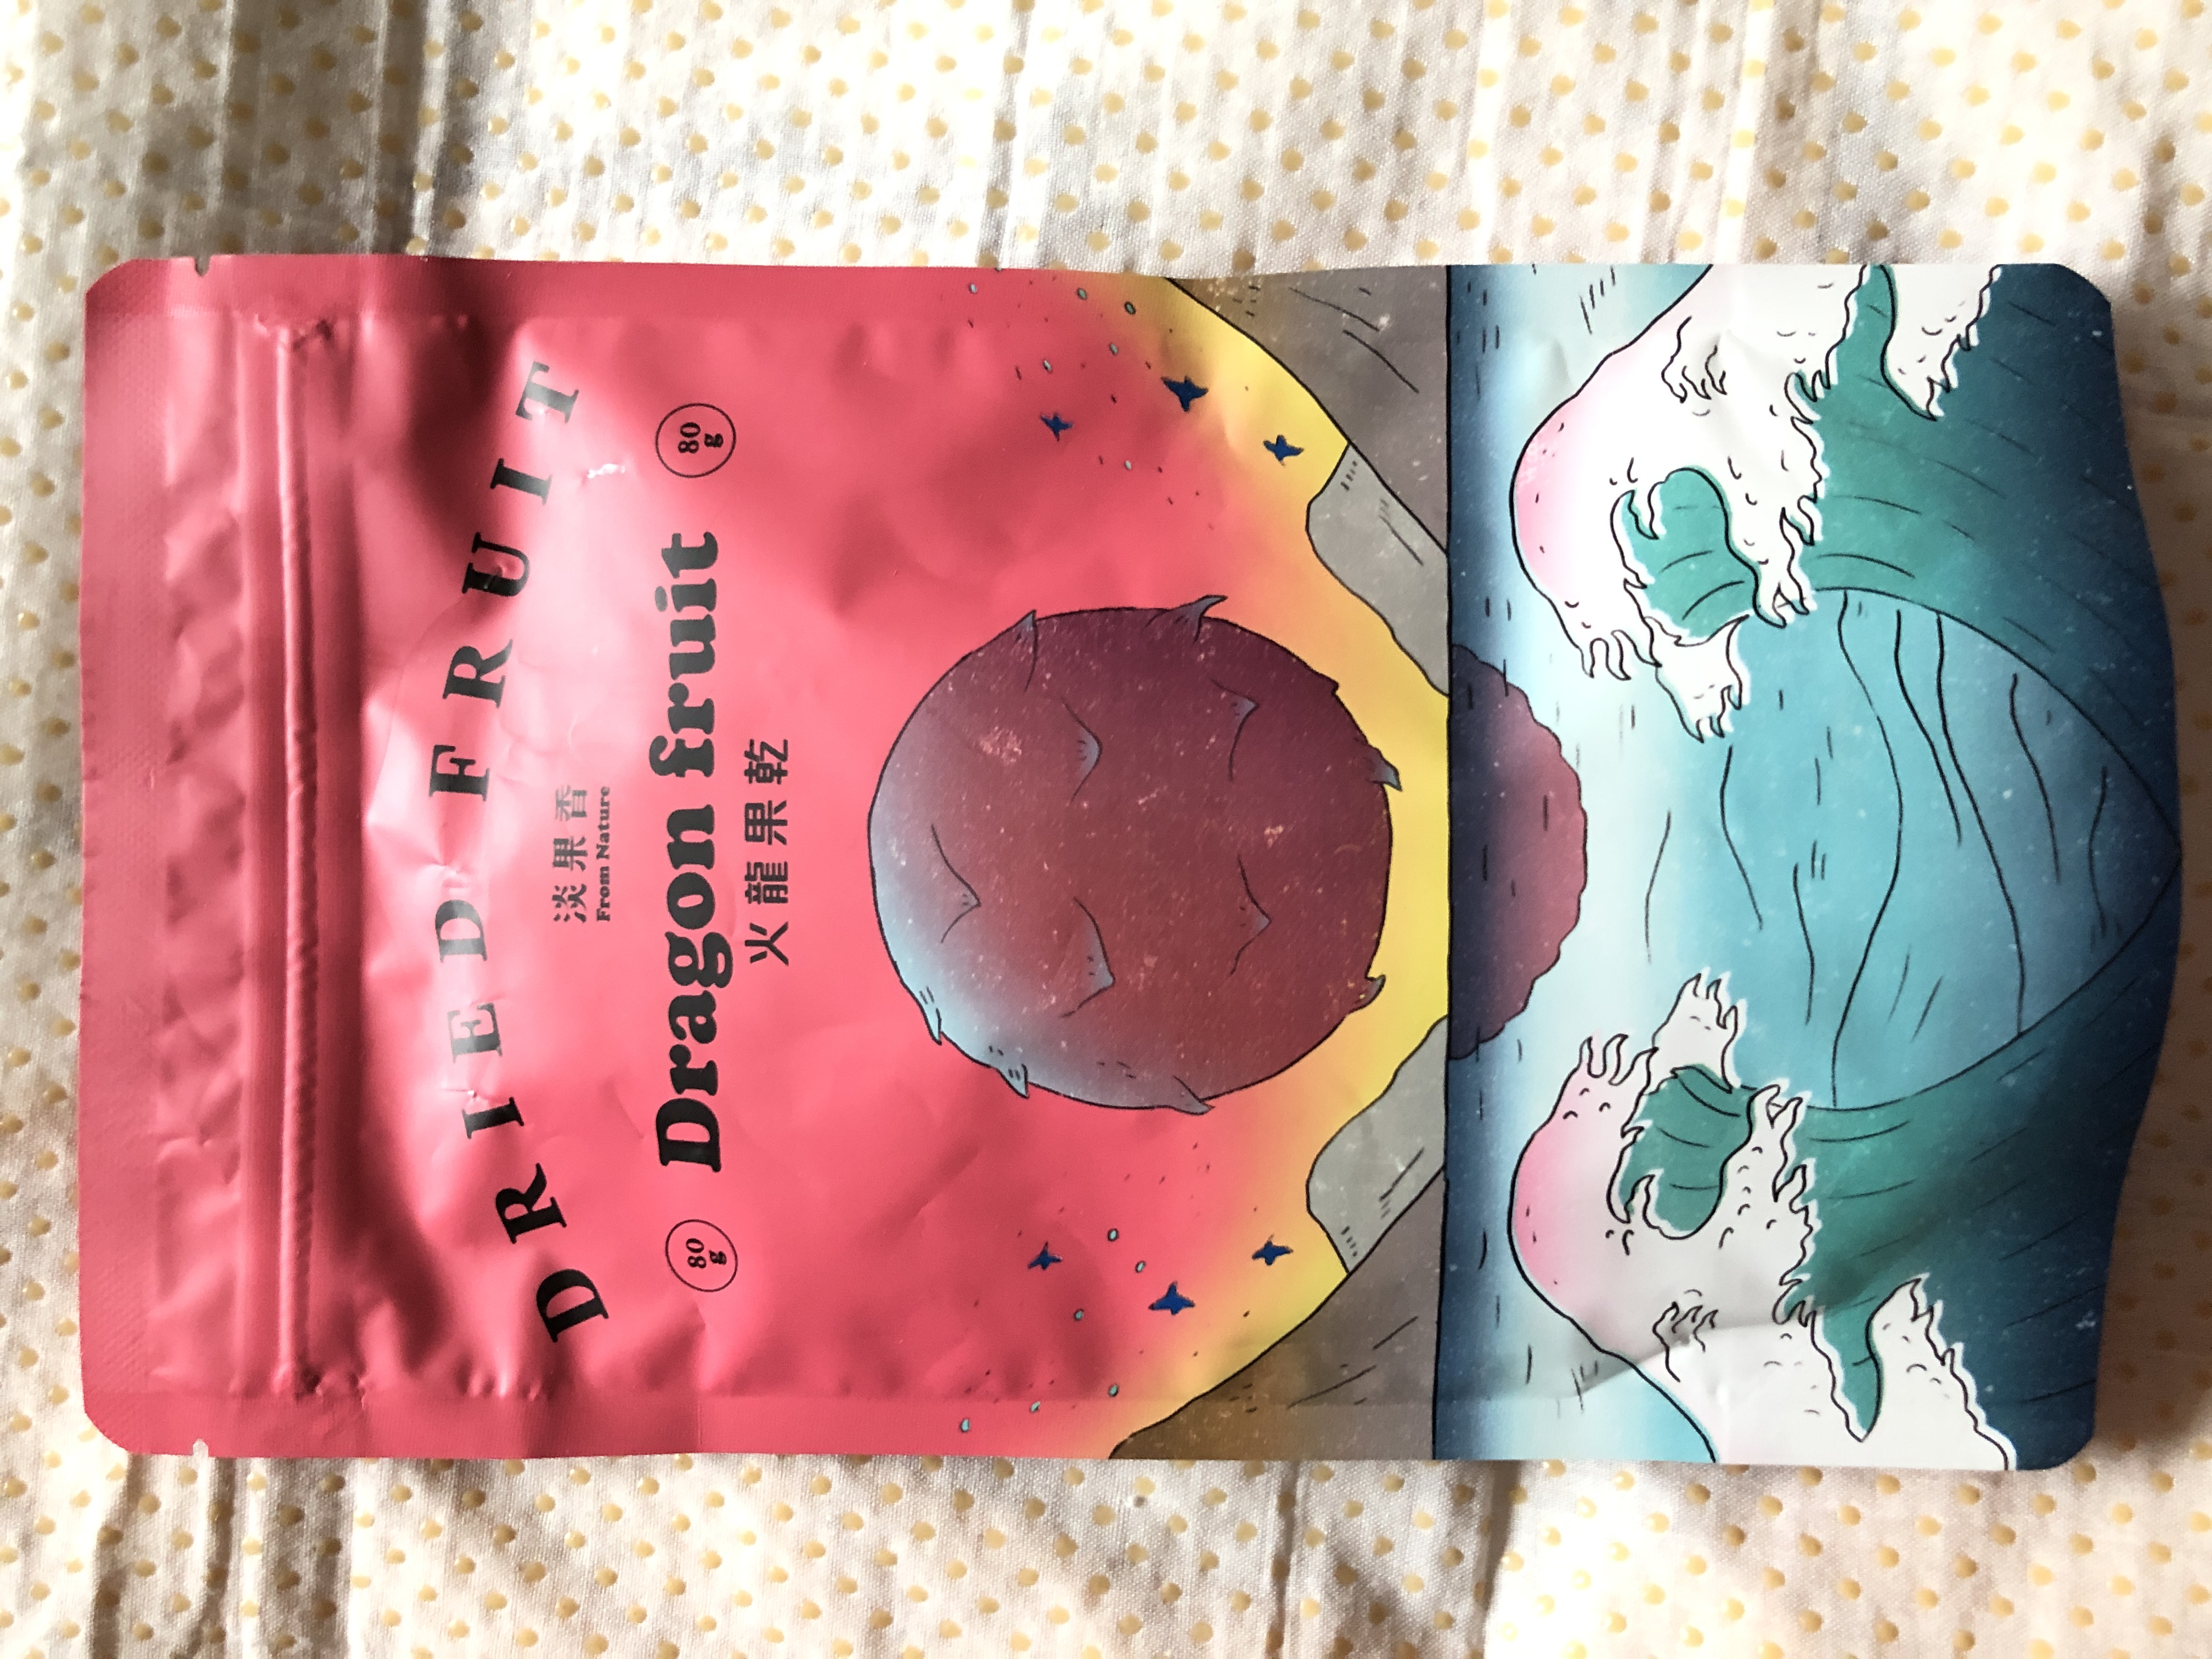 DRIED FRUIT
淡果香
From Nature
80g Dragon fruit 80g
火龍果乾